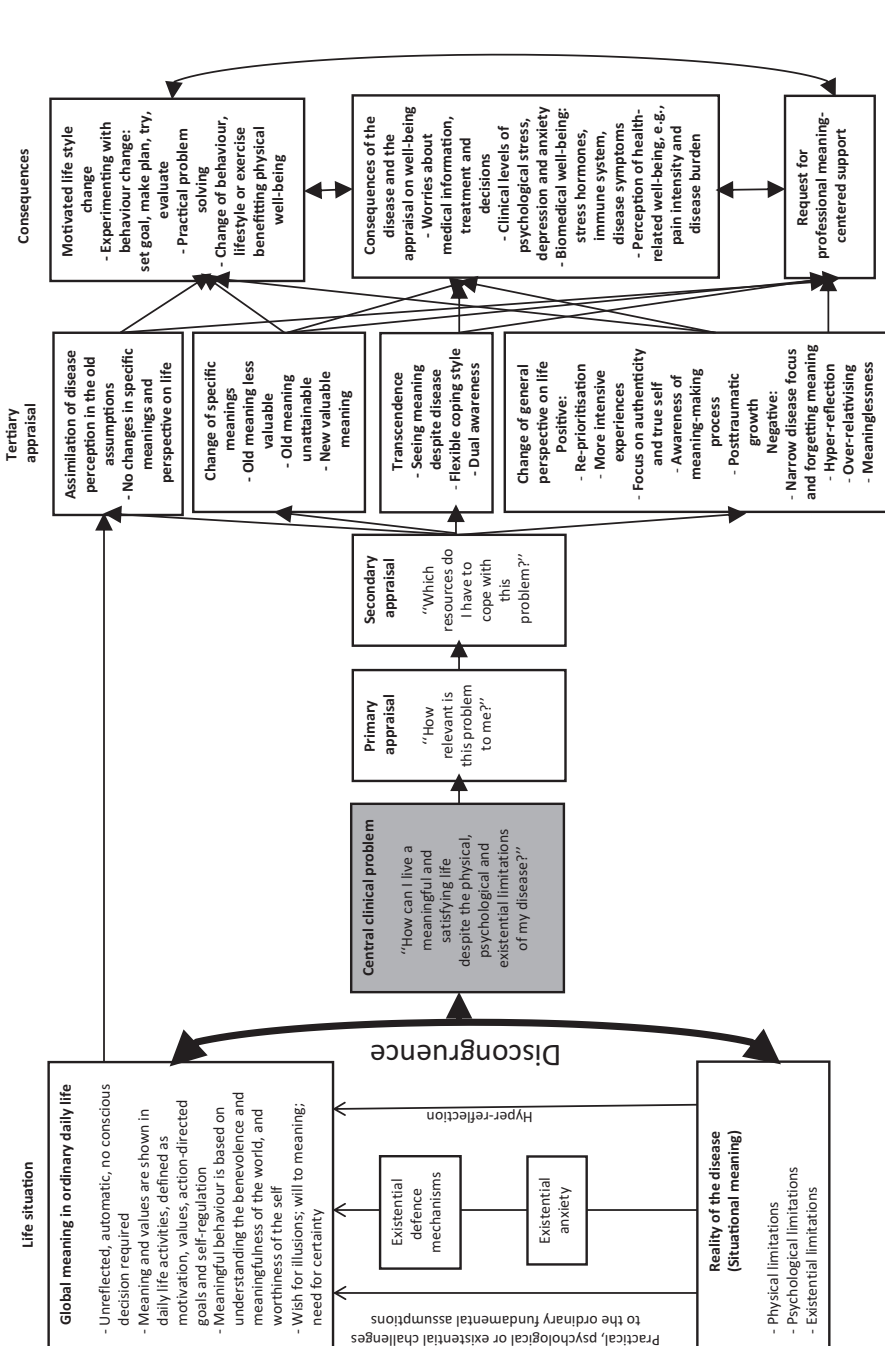 Life situation
Global meaning in ordinary daily life
- Unreflected, automatic, no conscious
decision required
- Meaning and values are shown in
daily life activities, defined as
motivation, values, action-directed
goals and self-regulation
- Meaningful behaviour is based on
understanding the benevolence and
meaningfulness of the world, and
worthiness of the self
- Wish for illusions; will to meaning;
need for certainty
Practical, psychological or existential challenges
to the ordinary fundamental assumptions
Existential
defence
mechanisms
Existential
anxiety
Hyper-reflection
Reality of the disease
(Situational meaning)
- Physical limitations
- Psychological limitations
- Existential limitations
Discongruence
Central clinical problem
‘‘How can I live a
meaningful and
satisfying life
despite the physical,
psychological and
existential limitations
of my disease?’’
Primary
appraisal
‘‘How
relevant is
this problem
to me?’’
Secondary
appraisal
‘‘Which
resources do
I have to
cope with
this
problem?’’
Tertiary
appraisal
Assimilation of disease
perception in the old
assumptions
- No changes in specific
meanings and
perspective on life
Change of specific
meanings
- Old meaning less
valuable
- Old meaning
unattainable
- New valuable
meaning
Transcendence
- Seeing meaning
despite disease
- Flexible coping style
- Dual awareness
Change of general
perspective on life
Positive:
- Re-prioritisation
- More intensive
experiences
- Focus on authenticity
and true self
- Awareness of
meaning-making
process
- Posttraumatic
growth
Negative:
- Narrow disease focus
and forgetting meaning
- Hyper-reflection
- Over-relativising
- Meaninglessness
Consequences
Motivated life style
change
- Experimenting with
behaviour change:
set goal, make plan, try,
evaluate
- Practical problem
solving
- Change of behaviour,
lifestyle or exercise
benefitting physical
well-being
Consequences of the
disease and the
appraisal on well-being
- Worries about
medical information,
treatment and
decisions
- Clinical levels of
psychological stress,
depression and anxiety
- Biomedical well-being:
stress hormones,
immune system,
disease symptoms
- Perception of health-
related well-being, e.g.,
pain intensity and
disease burden
Request for
professional meaning-
centered support